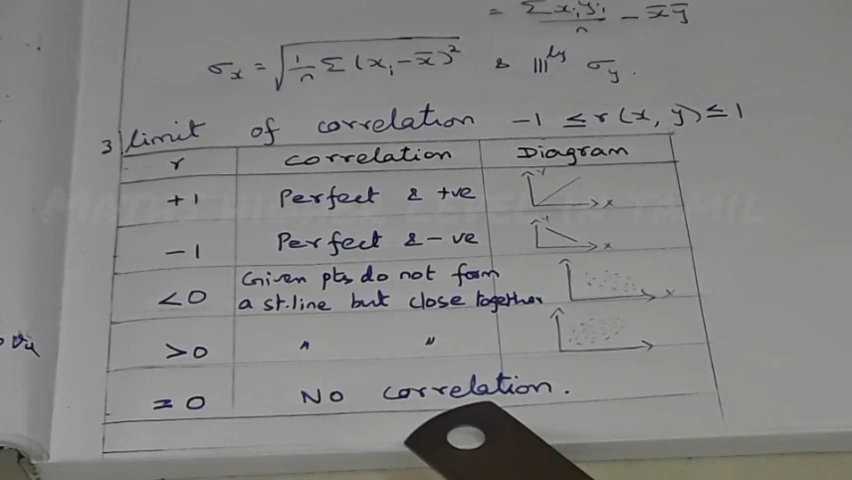 = Σ xᵢyᵢ / n − x̄ȳ
σₓ = √(1/n Σ (xᵢ − x̄)²) & |||ly σy.
3) limit of correlation −1 ≤ r(x, y) ≤ 1
r correlation Diagram
+1 Perfect & +ve Y X
−1 Perfect & −ve Y X
<0 Given pts do not form
a st.line but close together X
>0 〃 〃
= 0 No correlation.